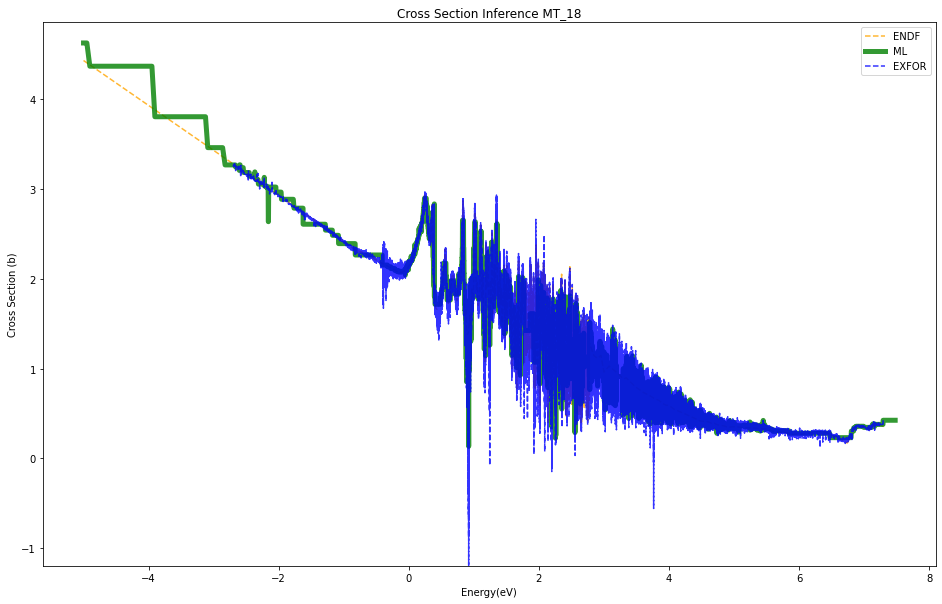 Cross Section Inference MT_18
ENDF
ML
EXFOR
Cross Section (b)
4
3
2
1
0
−1
−4
−2
0
2
4
6
8
Energy(eV)